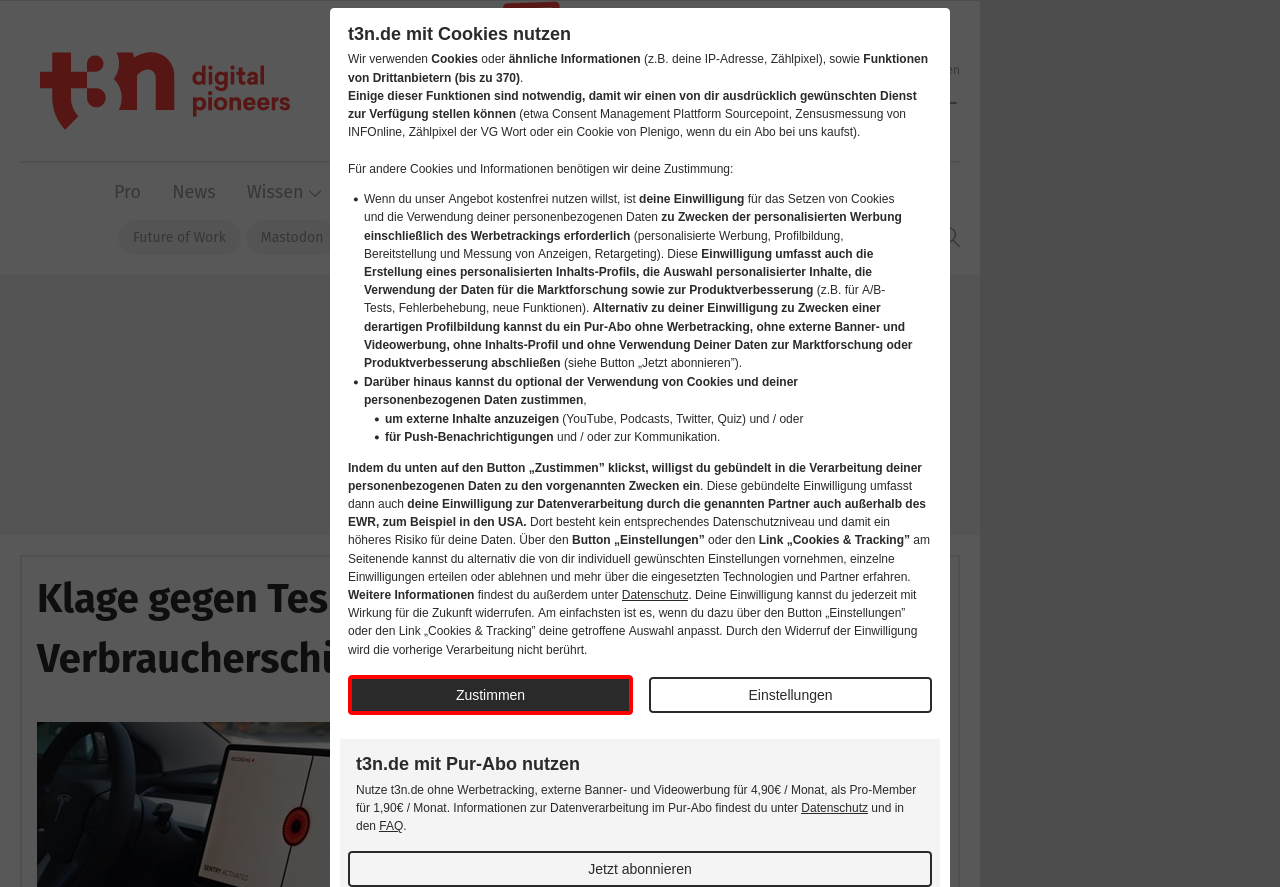 t3n digital
pioneers
en
Pro News Wissen
Future of Work Mastodon
Klage gegen Tes
Verbraucherschü
RECORDING
SENTRY ACTIVATED
t3n.de mit Cookies nutzen
Wir verwenden Cookies oder ähnliche Informationen (z.B. deine IP-Adresse, Zählpixel), sowie Funktionen
von Drittanbietern (bis zu 370).
Einige dieser Funktionen sind notwendig, damit wir einen von dir ausdrücklich gewünschten Dienst
zur Verfügung stellen können (etwa Consent Management Plattform Sourcepoint, Zensusmessung von
INFOnline, Zählpixel der VG Wort oder ein Cookie von Plenigo, wenn du ein Abo bei uns kaufst).
Für andere Cookies und Informationen benötigen wir deine Zustimmung:
• Wenn du unser Angebot kostenfrei nutzen willst, ist deine Einwilligung für das Setzen von Cookies
und die Verwendung deiner personenbezogenen Daten zu Zwecken der personalisierten Werbung
einschließlich des Werbetrackings erforderlich (personalisierte Werbung, Profilbildung,
Bereitstellung und Messung von Anzeigen, Retargeting). Diese Einwilligung umfasst auch die
Erstellung eines personalisierten Inhalts-Profils, die Auswahl personalisierter Inhalte, die
Verwendung der Daten für die Marktforschung sowie zur Produktverbesserung (z.B. für A/B-
Tests, Fehlerbehebung, neue Funktionen). Alternativ zu deiner Einwilligung zu Zwecken einer
derartigen Profilbildung kannst du ein Pur-Abo ohne Werbetracking, ohne externe Banner- und
Videowerbung, ohne Inhalts-Profil und ohne Verwendung Deiner Daten zur Marktforschung oder
Produktverbesserung abschließen (siehe Button „Jetzt abonnieren”).
• Darüber hinaus kannst du optional der Verwendung von Cookies und deiner
personenbezogenen Daten zustimmen,
• um externe Inhalte anzuzeigen (YouTube, Podcasts, Twitter, Quiz) und / oder
• für Push-Benachrichtigungen und / oder zur Kommunikation.
Indem du unten auf den Button „Zustimmen” klickst, willigst du gebündelt in die Verarbeitung deiner
personenbezogenen Daten zu den vorgenannten Zwecken ein. Diese gebündelte Einwilligung umfasst
dann auch deine Einwilligung zur Datenverarbeitung durch die genannten Partner auch außerhalb des
EWR, zum Beispiel in den USA. Dort besteht kein entsprechendes Datenschutzniveau und damit ein
höheres Risiko für deine Daten. Über den Button „Einstellungen” oder den Link „Cookies & Tracking” am
Seitenende kannst du alternativ die von dir individuell gewünschten Einstellungen vornehmen, einzelne
Einwilligungen erteilen oder ablehnen und mehr über die eingesetzten Technologien und Partner erfahren.
Weitere Informationen findest du außerdem unter Datenschutz. Deine Einwilligung kannst du jederzeit mit
Wirkung für die Zukunft widerrufen. Am einfachsten ist es, wenn du dazu über den Button „Einstellungen”
oder den Link „Cookies & Tracking” deine getroffene Auswahl anpasst. Durch den Widerruf der Einwilligung
wird die vorherige Verarbeitung nicht berührt.
Zustimmen Einstellungen
t3n.de mit Pur-Abo nutzen
Nutze t3n.de ohne Werbetracking, externe Banner- und Videowerbung für 4,90€ / Monat, als Pro-Member
für 1,90€ / Monat. Informationen zur Datenverarbeitung im Pur-Abo findest du unter Datenschutz und in
den FAQ.
Jetzt abonnieren